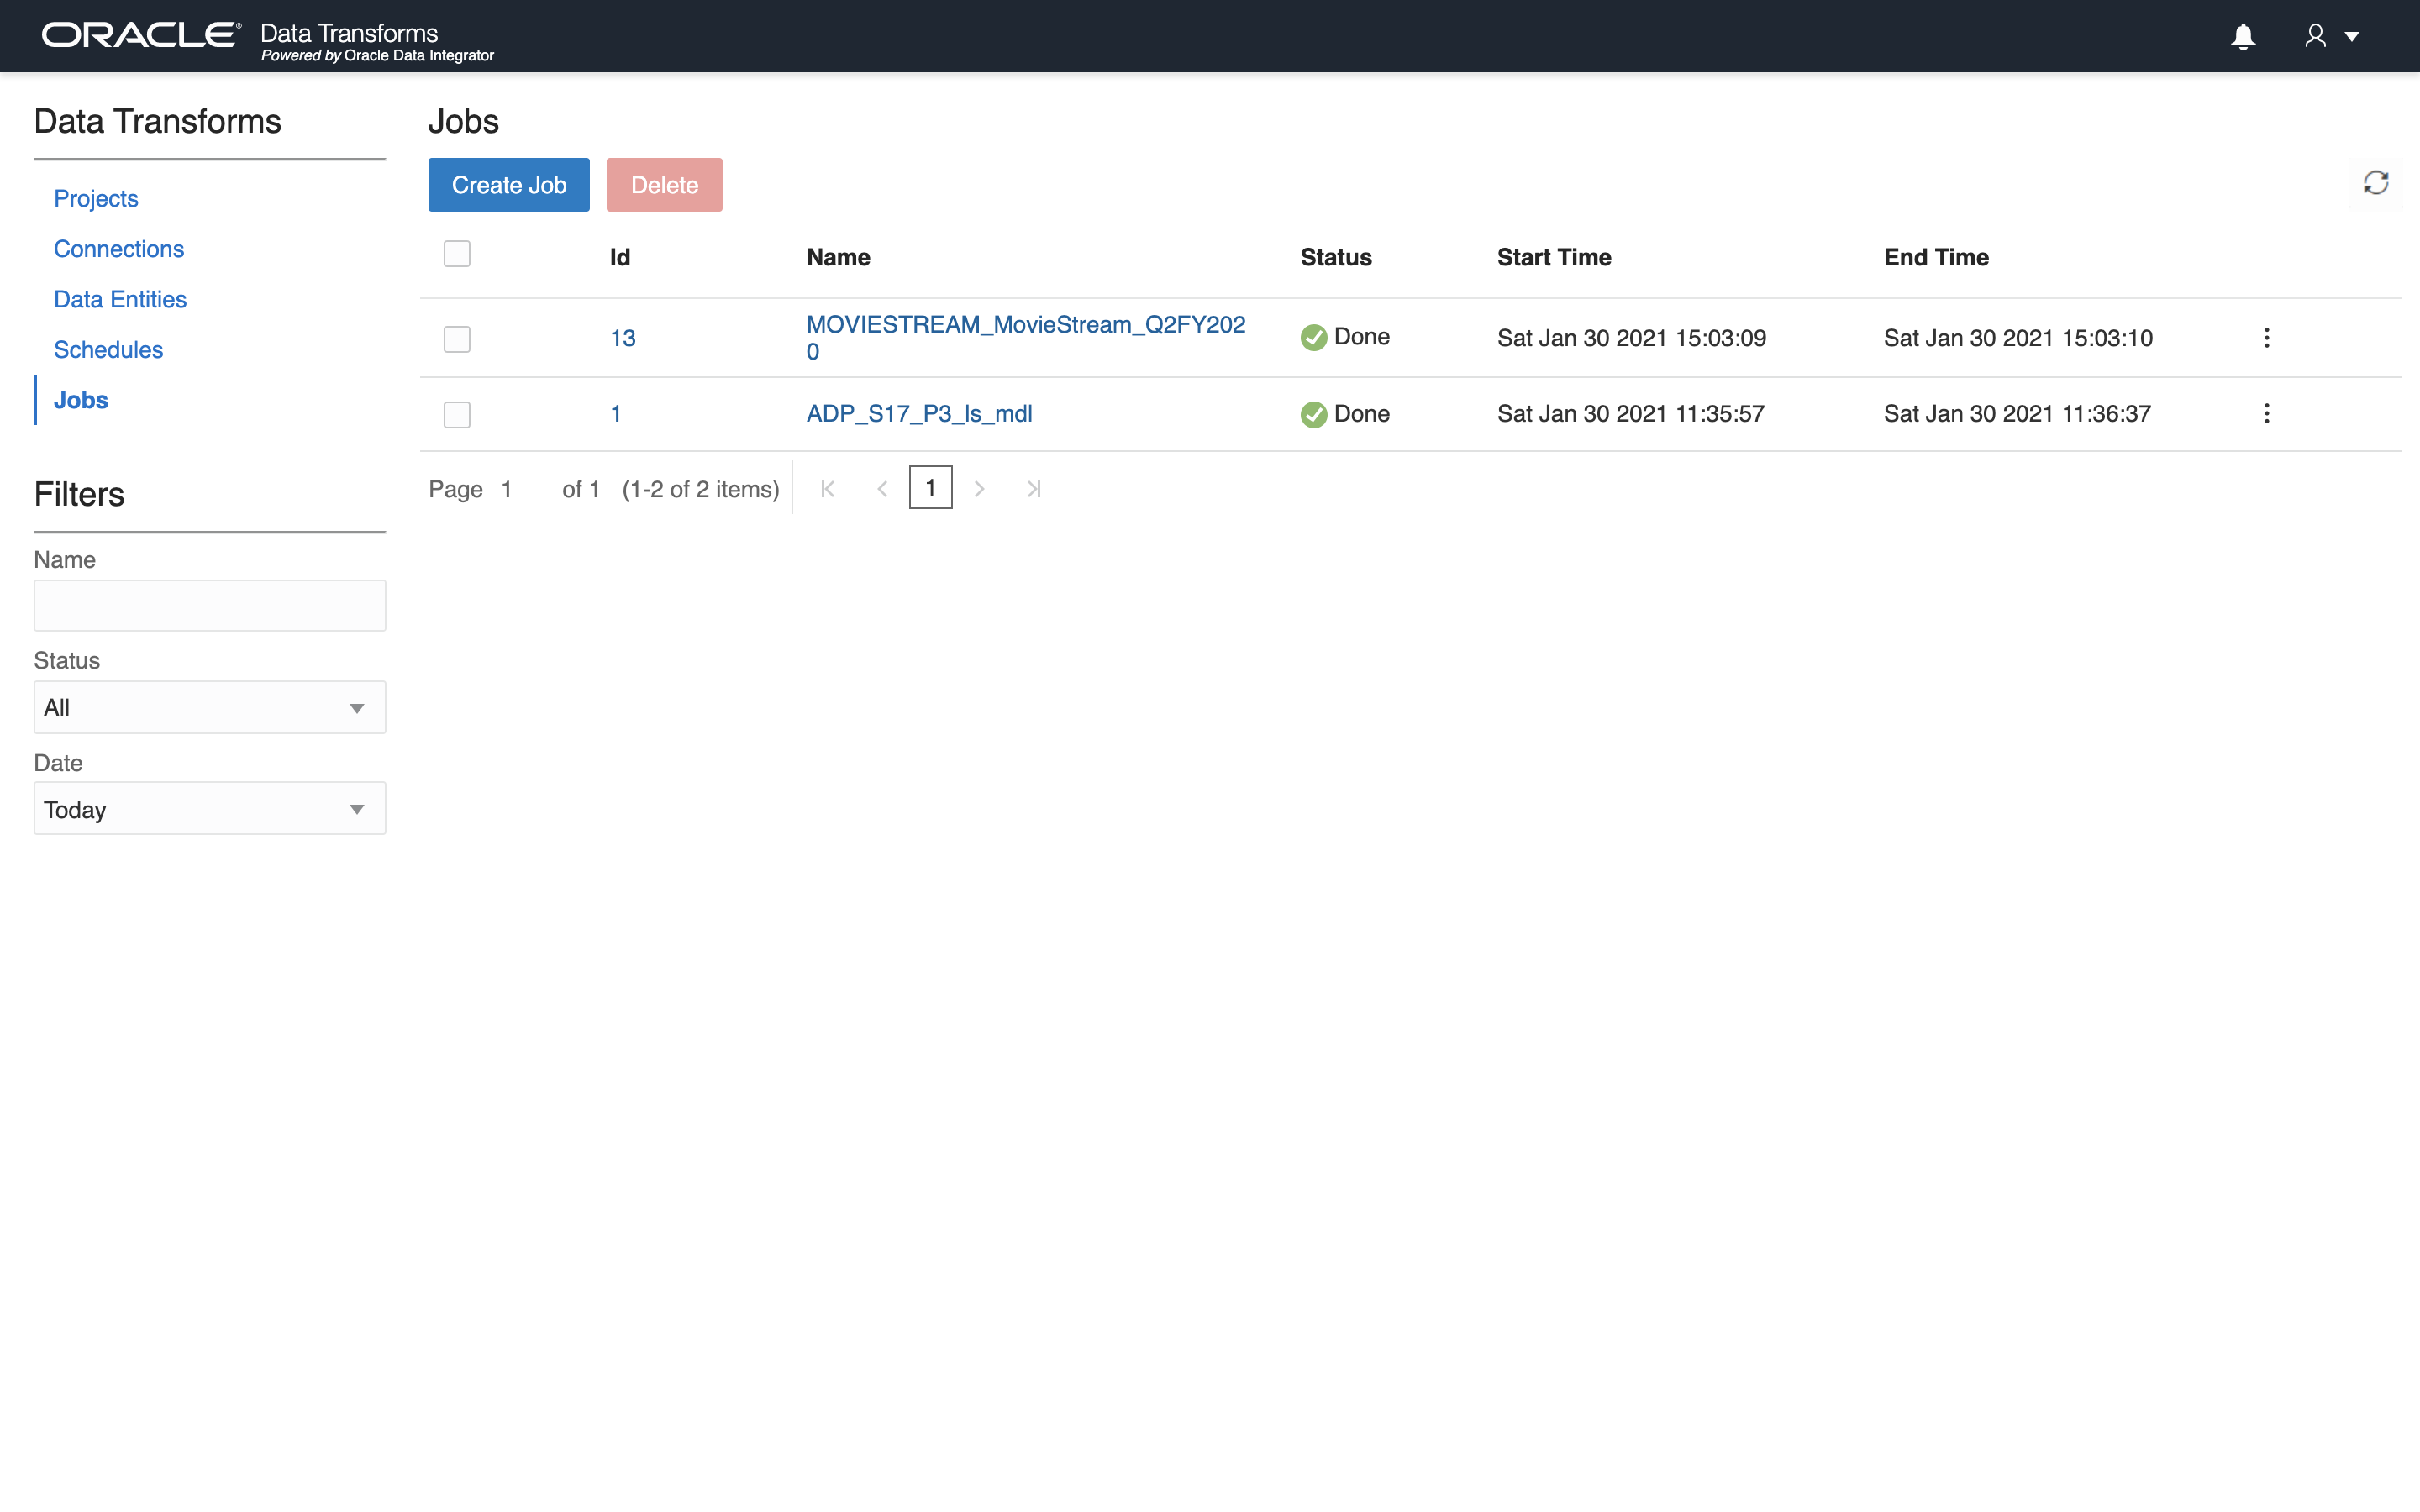 ORACLE® Data Transforms
Powered by Oracle Data Integrator
Data Transforms
Projects
Connections
Data Entities
Schedules
Jobs
Filters
Name
Status
All
Date
Today
Jobs
Create Job Delete
Id Name Status Start Time End Time
13 MOVIESTREAM_MovieStream_Q2FY202
0 Done Sat Jan 30 2021 15:03:09 Sat Jan 30 2021 15:03:10
1 ADP_S17_P3_ls_mdl Done Sat Jan 30 2021 11:35:57 Sat Jan 30 2021 11:36:37
Page 1 of 1 (1-2 of 2 items) 1